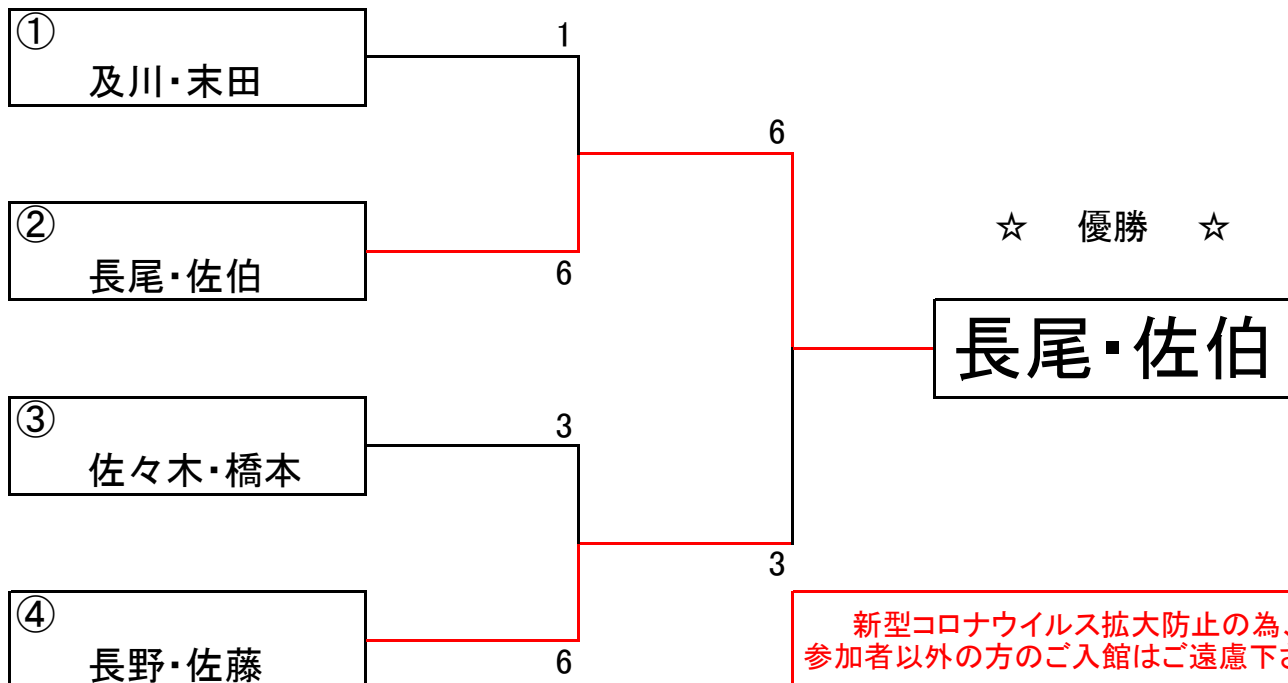 ①
及川・末田
1
②
長尾・佐伯
6
6
☆ 優勝 ☆
長尾・佐伯
③
佐々木・橋本
3
④
長野・佐藤
6
3
新型コロナウイルス拡大防止の為、
参加者以外の方のご入館はご遠慮下さ